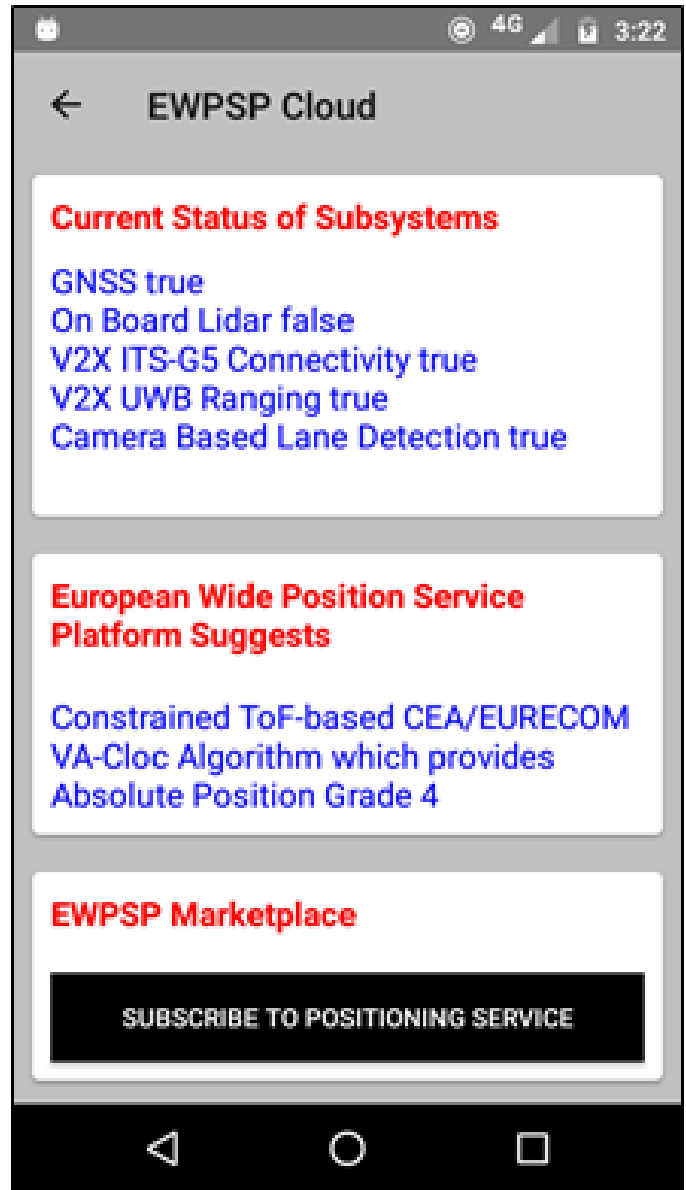 4G 3:22
EWPSP Cloud
Current Status of Subsystems
GNSS true
On Board Lidar false
V2X ITS-G5 Connectivity true
V2X UWB Ranging true
Camera Based Lane Detection true
European Wide Position Service
Platform Suggests
Constrained ToF-based CEA/EURECOM
VA-Cloc Algorithm which provides
Absolute Position Grade 4
EWPSP Marketplace
SUBSCRIBE TO POSITIONING SERVICE